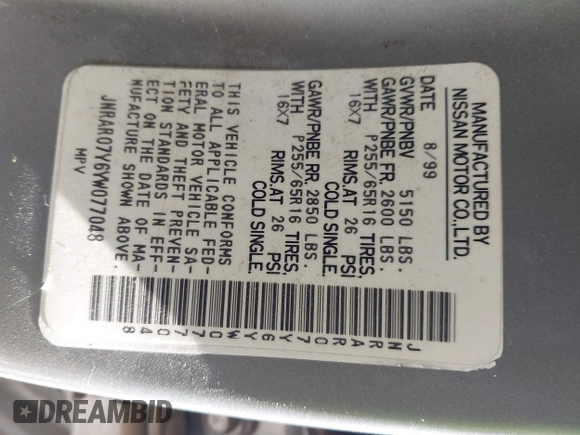 MANUFACTURED BY
NISSAN MOTOR CO.,LTD.
DATE 8/99
GVWR/PNBV 5150 LBS.
GAWR/PNBE FR 2600 LBS.
WITH P255/65R16 TIRES,
16X7 RIMS,AT 26 PSI
COLD SINGLE,
GAWR/PNBE RR 2850 LBS.
WITH P255/65R16 TIRES,
16X7 RIMS,AT 26 PSI
COLD SINGLE,
THIS VEHICLE CONFORMS
TO ALL APPLICABLE FED-
ERAL MOTOR VEHICLE SA-
FETY AND THEFT PREVEN-
TION STANDARDS IN EFF-
ECT ON THE DATE OF MA-
NUFACTURE SHOWN ABOVE.
JNRAR07Y6YW077048
MPV
JNRAR07Y6YW077048
DREAMBID